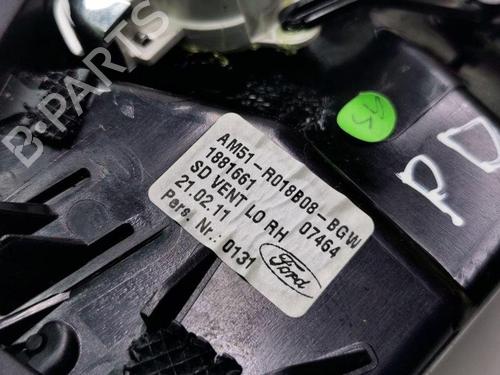 B-PARTS
AM51-R018B08-BGW
1881661 07464
SD VENT LO RH
21.02.11
Pers. Nr.: 0131
Ford